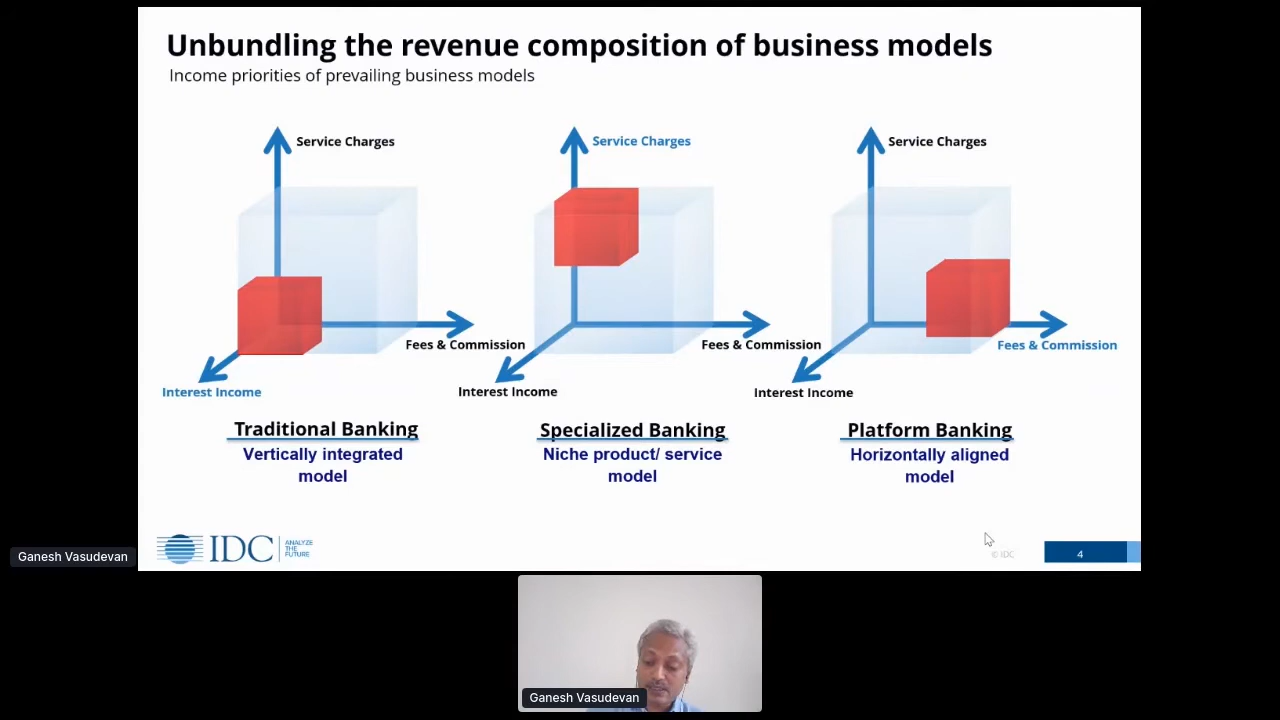 Unbundling the revenue composition of business models
Income priorities of prevailing business models
Service Charges
Fees & Commission
Interest Income
Service Charges
Fees & Commission
Interest Income
Service Charges
Fees & Commission
Interest Income
Traditional Banking
Vertically integrated
model
Specialized Banking
Niche product/ service
model
Platform Banking
Horizontally aligned
model
IDC
ANALYZE
THE
FUTURE
© IDC
4
Ganesh Vasudevan
Ganesh Vasudevan